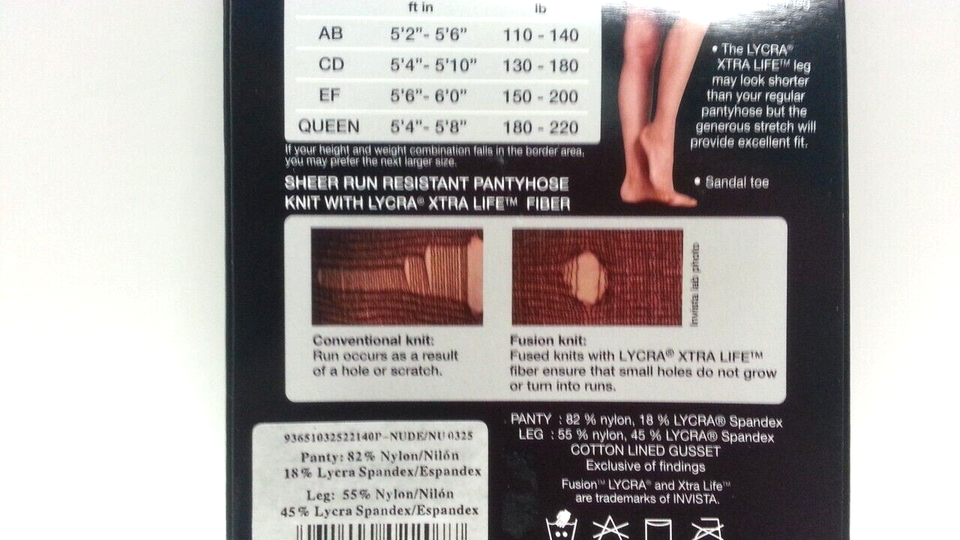 leg
ft in lb
AB 5'2"- 5'6" 110 - 140
CD 5'4"- 5'10" 130 - 180
EF 5'6"- 6'0" 150 - 200
QUEEN 5'4"- 5'8" 180 - 220
If your height and weight combination falls in the border area,
you may prefer the next larger size.
SHEER RUN RESISTANT PANTYHOSE
KNIT WITH LYCRA® XTRA LIFE™ FIBER
• The LYCRA®
XTRA LIFE™ leg
may look shorter
than your regular
pantyhose but the
generous stretch will
provide excellent fit.
• Sandal toe
Invista lab photo
Conventional knit:
Run occurs as a result
of a hole or scratch.
Fusion knit:
Fused knits with LYCRA® XTRA LIFE™
fiber ensure that small holes do not grow
or turn into runs.
93651032522140P-NUDE/NU 0325
Panty: 82% Nylon/Nilón
18% Lycra Spandex/Espandex
Leg: 55% Nylon/Nilón
45% Lycra Spandex/Espandex
PANTY : 82 % nylon, 18 % LYCRA® Spandex
LEG : 55 % nylon, 45 % LYCRA® Spandex
COTTON LINED GUSSET
Exclusive of findings
Fusion™ LYCRA® and Xtra Life™
are trademarks of INVISTA.